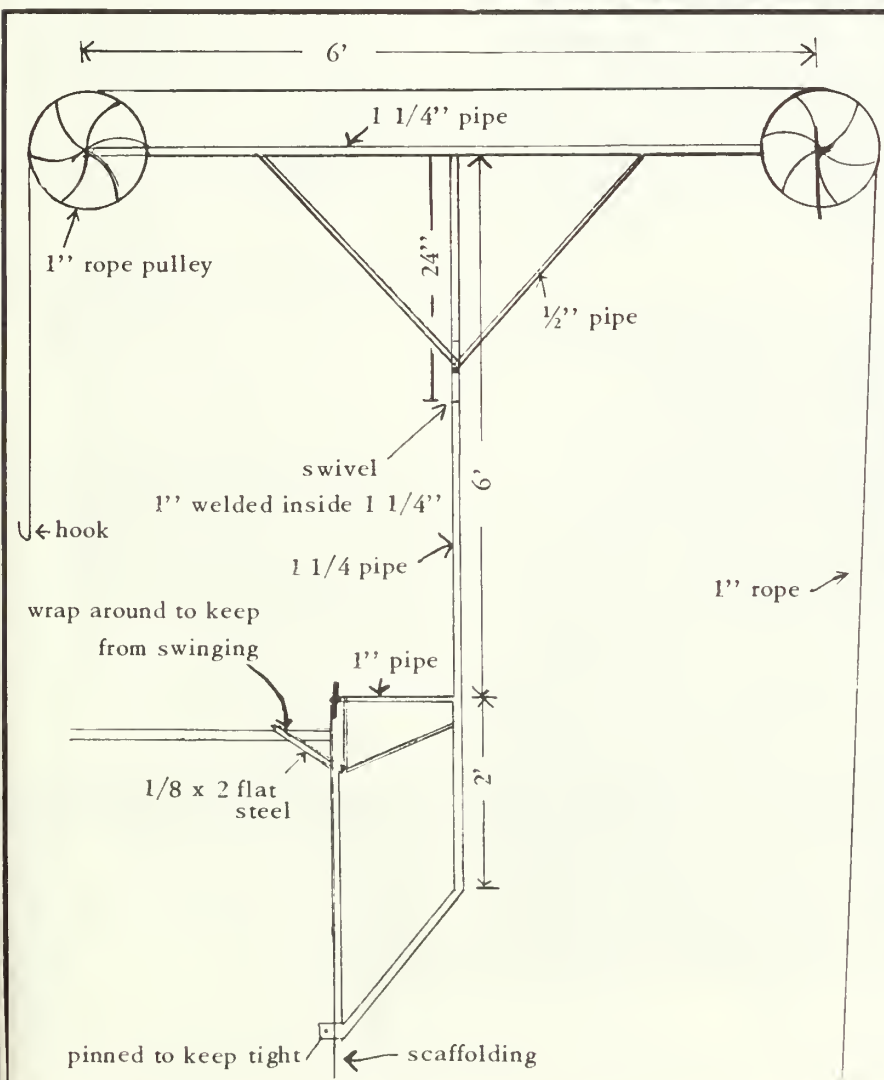 6'
1 1/4'' pipe
1'' rope pulley
24''
½'' pipe
swivel
1'' welded inside 1 1/4''
6'
hook
1 1/4 pipe
1'' rope
wrap around to keep
from swinging
1'' pipe
1/8 x 2 flat
steel
2'
pinned to keep tight
scaffolding